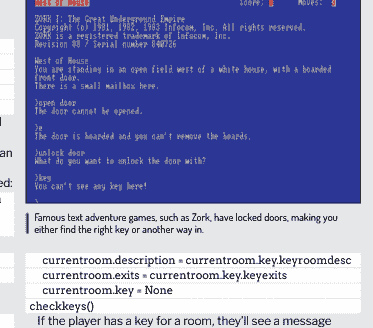 West of House Score: Moves:
ZORK I: The Great Underground Empire
Copyright (c) 1981, 1982, 1983 Infocom, Inc. All rights reserved.
ZORK is a registered trademark of Infocom, Inc.
Revision 88 / Serial number 840726
West of House
You are standing in an open field west of a white house, with a boarded
front door.
There is a small mailbox here.
>open door
The door cannot be opened.
>e
The door is boarded and you can't remove the boards.
>unlock door
What do you want to unlock the door with?
>key
You can't see any key here!
>
an
ed:
Famous text adventure games, such as Zork, have locked doors, making you
either find the right key or another way in.
currentroom.description = currentroom.key.keyroomdesc
currentroom.exits = currentroom.key.keyexits
currentroom.key = None
checkkeys()
If the player has a key for a room, they'll see a message